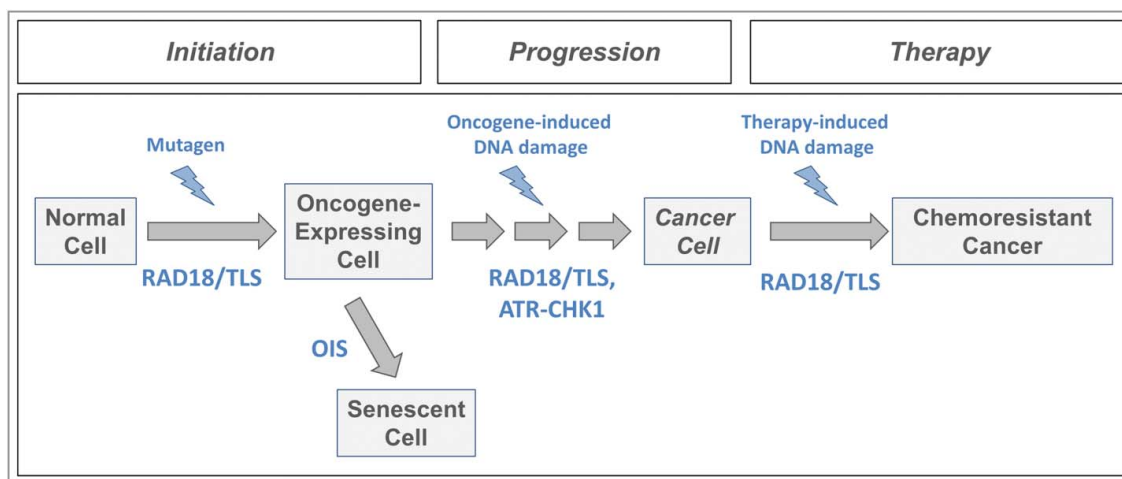 Initiation
Progression
Therapy
Mutagen
Oncogene-induced
DNA damage
Therapy-induced
DNA damage
Normal
Cell
Oncogene-
Expressing
Cell
Cancer
Cell
Chemoresistant
Cancer
RAD18/TLS
RAD18/TLS,
ATR-CHK1
RAD18/TLS
OIS
Senescent
Cell